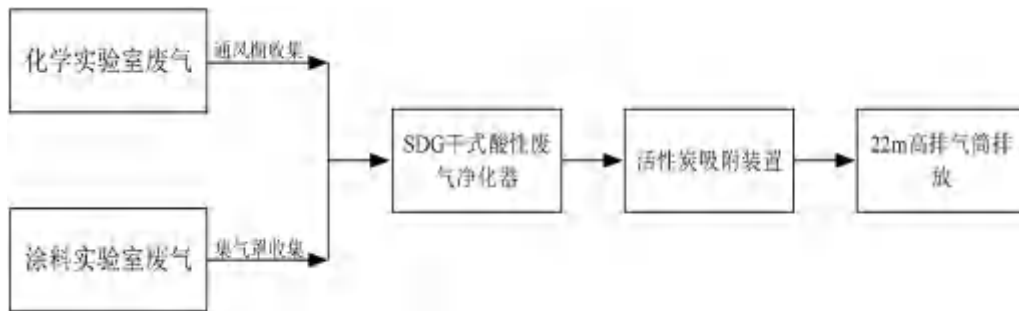 化学实验室废气
通风橱收集
SDG干式酸性废
气净化器
活性炭吸附装置
22m高排气筒排
放
涂料实验室废气
集气罩收集